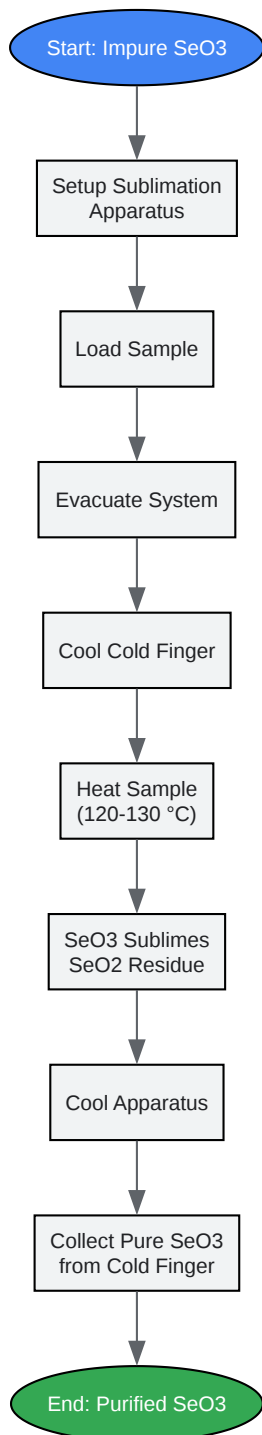 Start: Impure SeO3
Setup Sublimation
Apparatus
Load Sample
Evacuate System
Cool Cold Finger
Heat Sample
(120-130 °C)
SeO3 Sublimes
SeO2 Residue
Cool Apparatus
Collect Pure SeO3
from Cold Finger
End: Purified SeO3